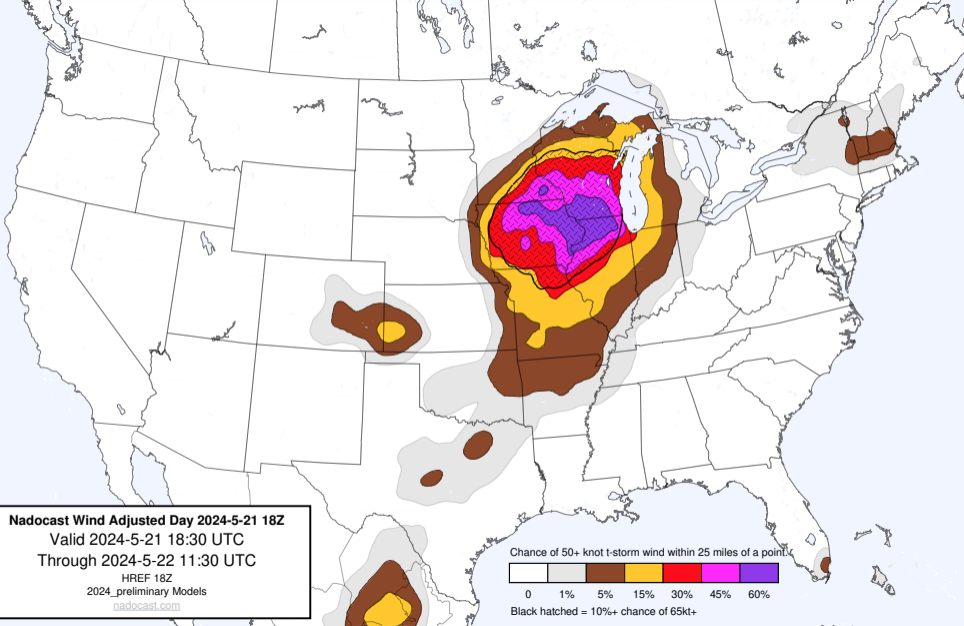 Nadocast Wind Adjusted Day 2024-5-21 18Z
Valid 2024-5-21 18:30 UTC
Through 2024-5-22 11:30 UTC
HREF 18Z
2024_preliminary Models
nadocast.com
Chance of 50+ knot t-storm wind within 25 miles of a point.
0 1% 5% 15% 30% 45% 60%
Black hatched = 10%+ chance of 65kt+